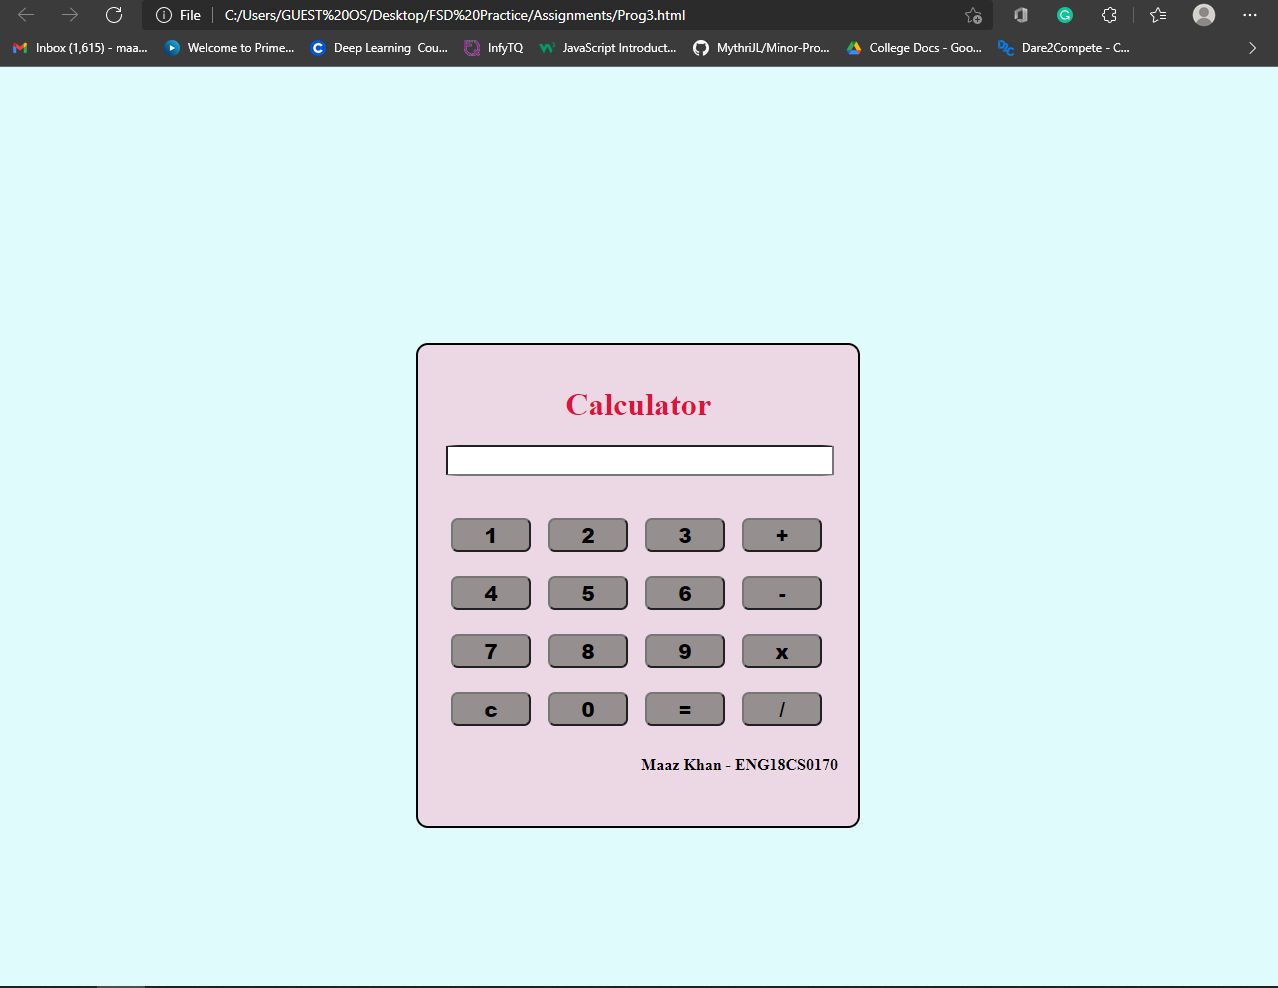 File C:/Users/GUEST%20OS/Desktop/FSD%20Practice/Assignments/Prog3.html
Inbox (1,615) - maa... Welcome to Prime... Deep Learning Cou... InfyTQ JavaScript Introduct... MythriJL/Minor-Pro... College Docs - Goo... Dare2Compete - C...
Calculator
1 2 3 +
4 5 6 -
7 8 9 x
c 0 = /
Maaz Khan - ENG18CS0170